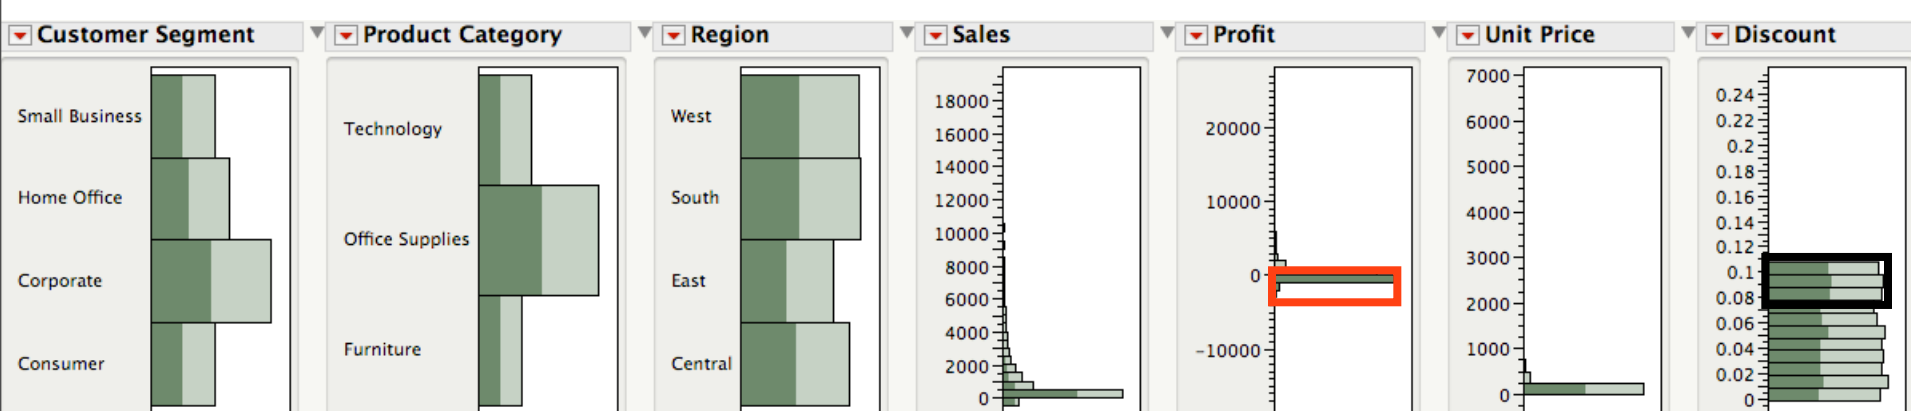 Customer Segment
Small Business
Home Office
Corporate
Consumer
Product Category
Technology
Office Supplies
Furniture
Region
West
South
East
Central
Sales
18000
16000
14000
12000
10000
8000
6000
4000
2000
0
Profit
20000
10000
0
-10000
Unit Price
7000
6000
5000
4000
3000
2000
1000
0
Discount
0.24
0.22
0.2
0.18
0.16
0.14
0.12
0.1
0.08
0.06
0.04
0.02
0